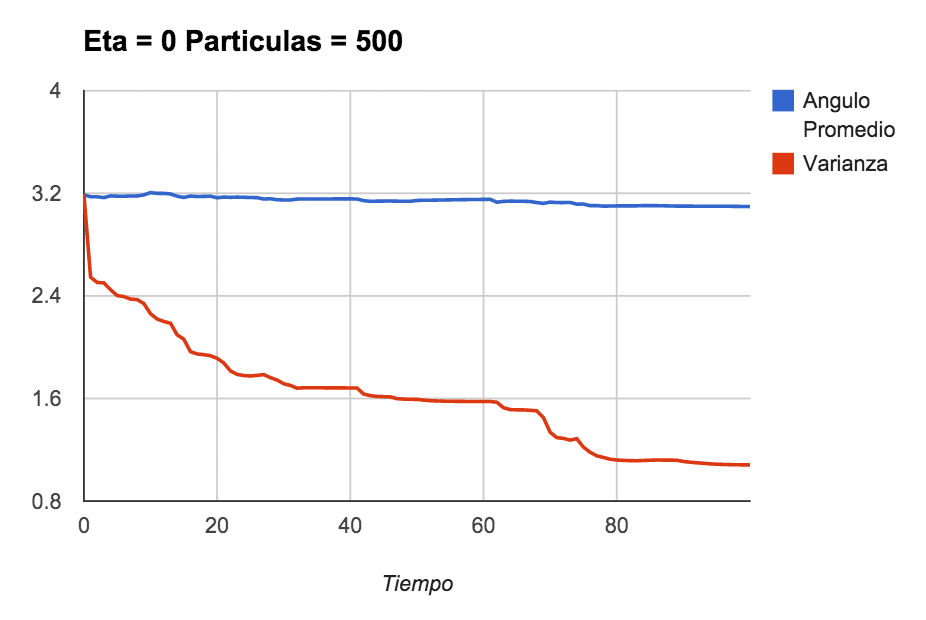 Eta = 0 Particulas = 500
4
3.2
2.4
1.6
0.8
0 20 40 60 80
Tiempo
Angulo
Promedio
Varianza